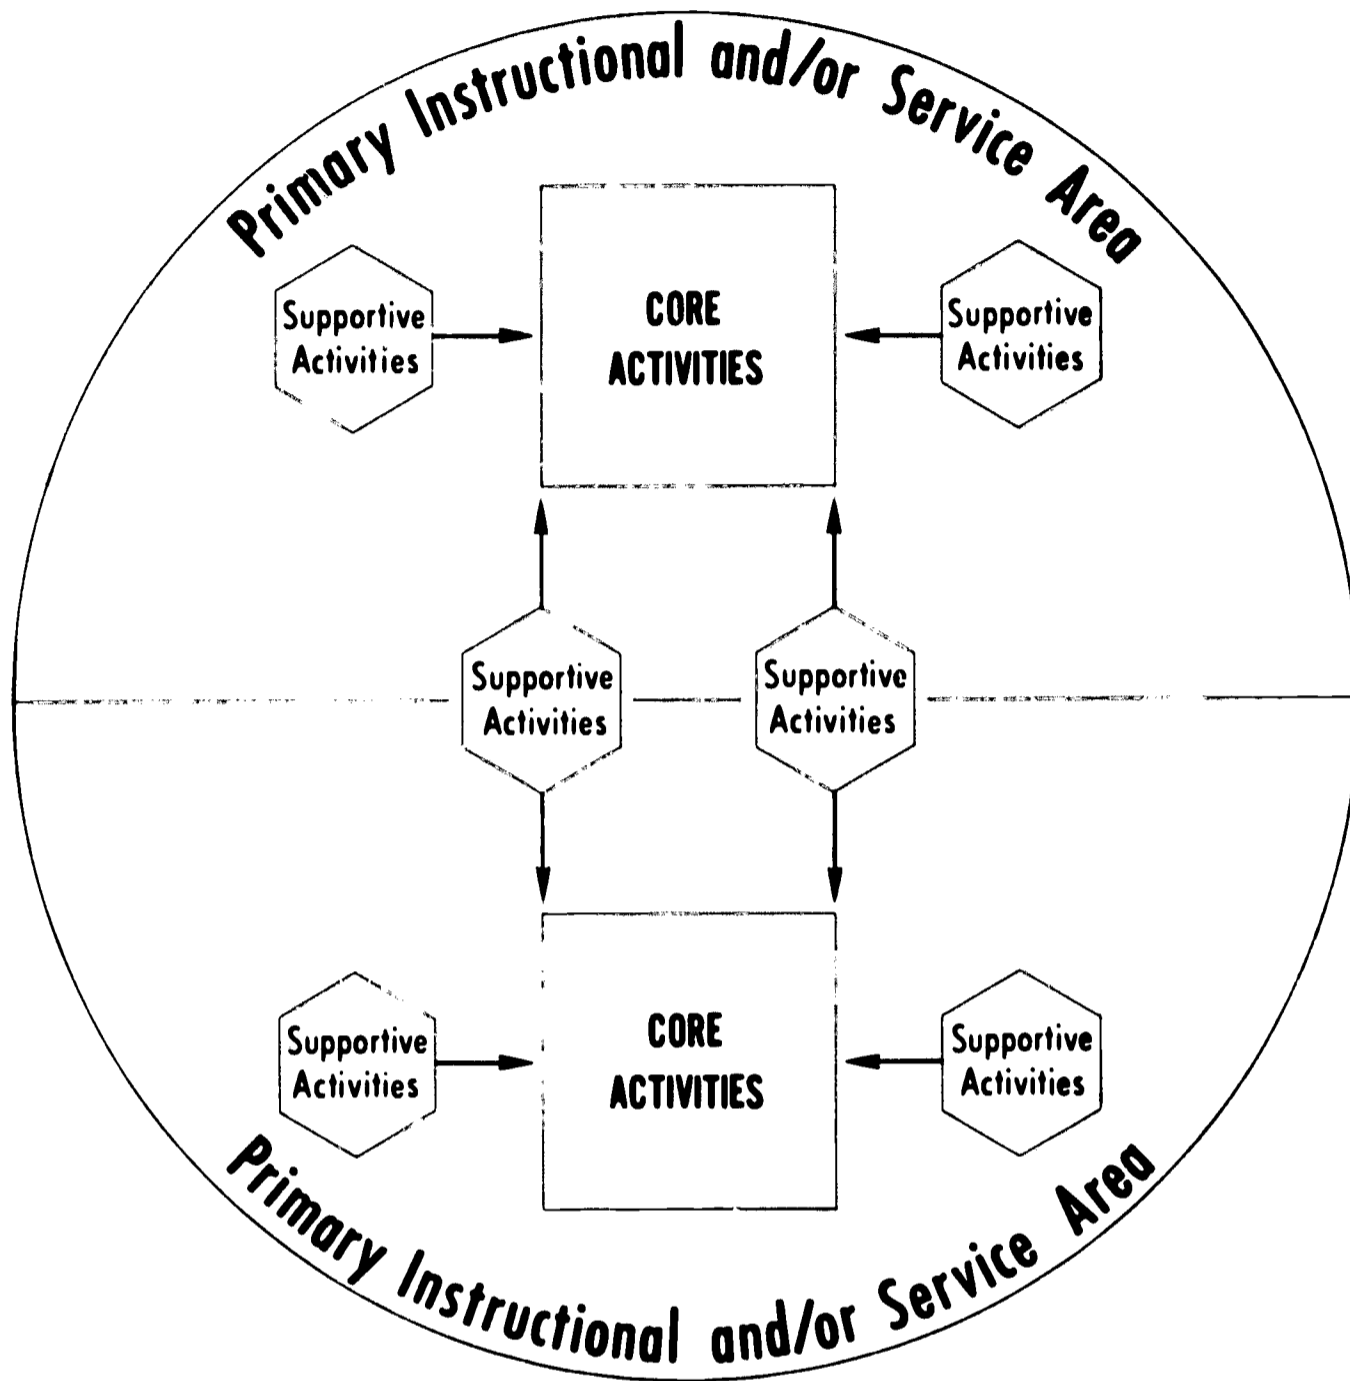 Primary Instructional and/or Service Area
Supportive
Activities
CORE
ACTIVITIES
Supportive
Activities
Supportive
Activities
Supportive
Activities
Supportive
Activities
CORE
ACTIVITIES
Supportive
Activities
Primary Instructional and/or Service Area